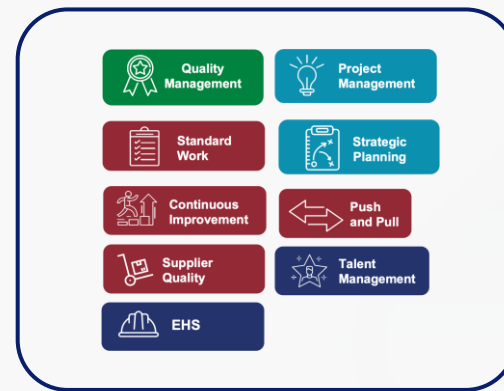 Quality
Management
Project
Management
Standard
Work
Strategic
Planning
Continuous
Improvement
Push
and Pull
Supplier
Quality
Talent
Management
EHS